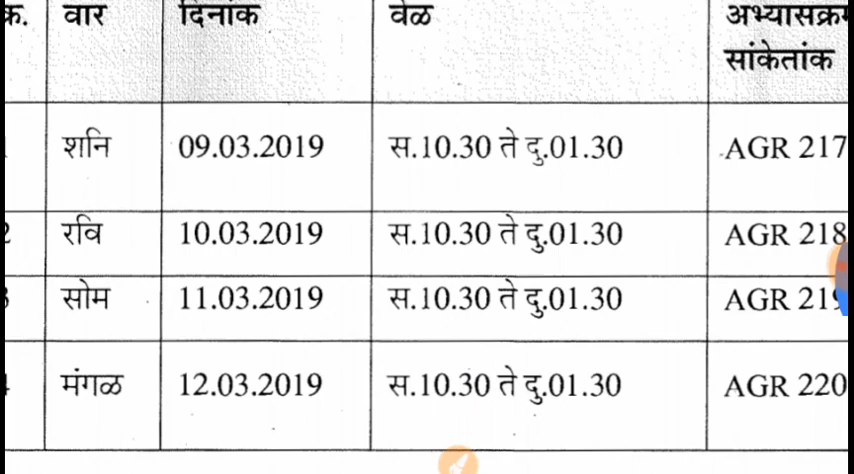 क्र. वार दिनांक वेळ अभ्यासक्रम
सांकेतांक
शनि 09.03.2019 स.10.30 ते दु.01.30 AGR 217
रवि 10.03.2019 स.10.30 ते दु.01.30 AGR 218
सोम 11.03.2019 स.10.30 ते दु.01.30 AGR 219
मंगळ 12.03.2019 स.10.30 ते दु.01.30 AGR 220